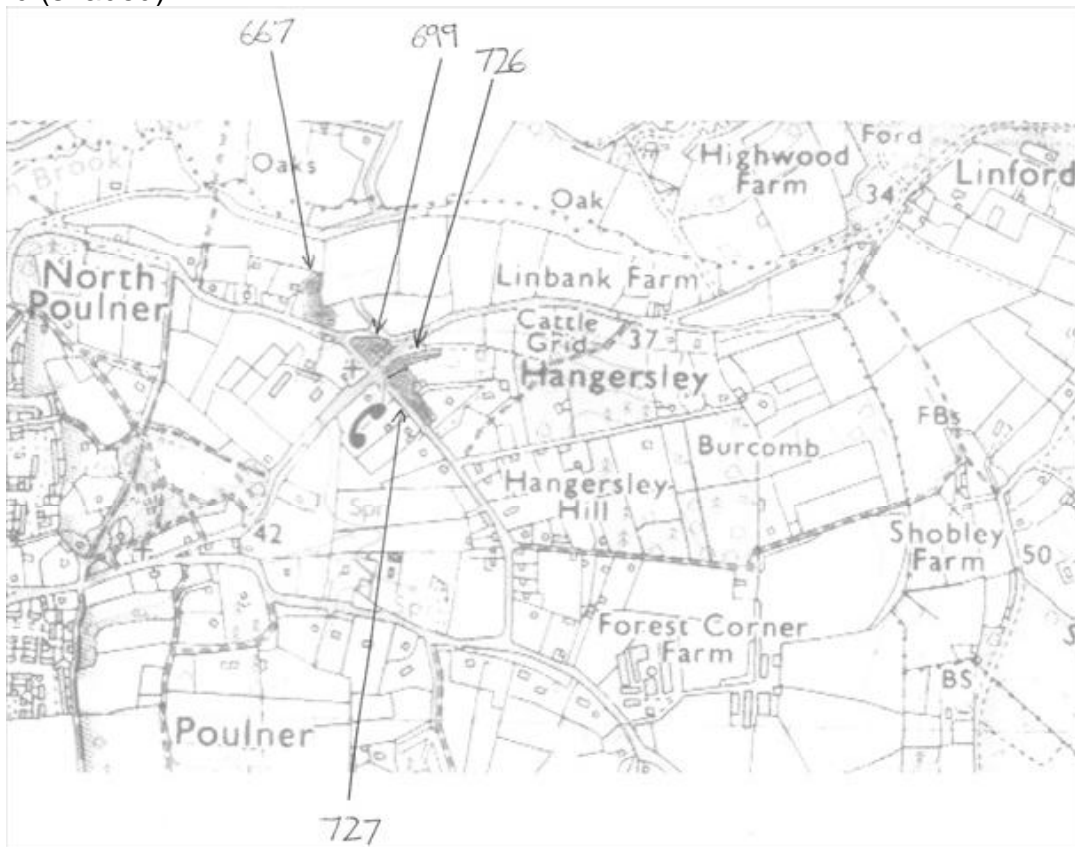 667
699
726
Ford
Oaks
Highwood
Farm
Linford
Brook
Oak
34
North
Poulner
Linbank Farm
Cattle
Grid
37
Hangersley
FBs
Burcomb
Hangersley
Hill
42
Shobley
Farm
50
Forest Corner
Farm
BS
Poulner
727